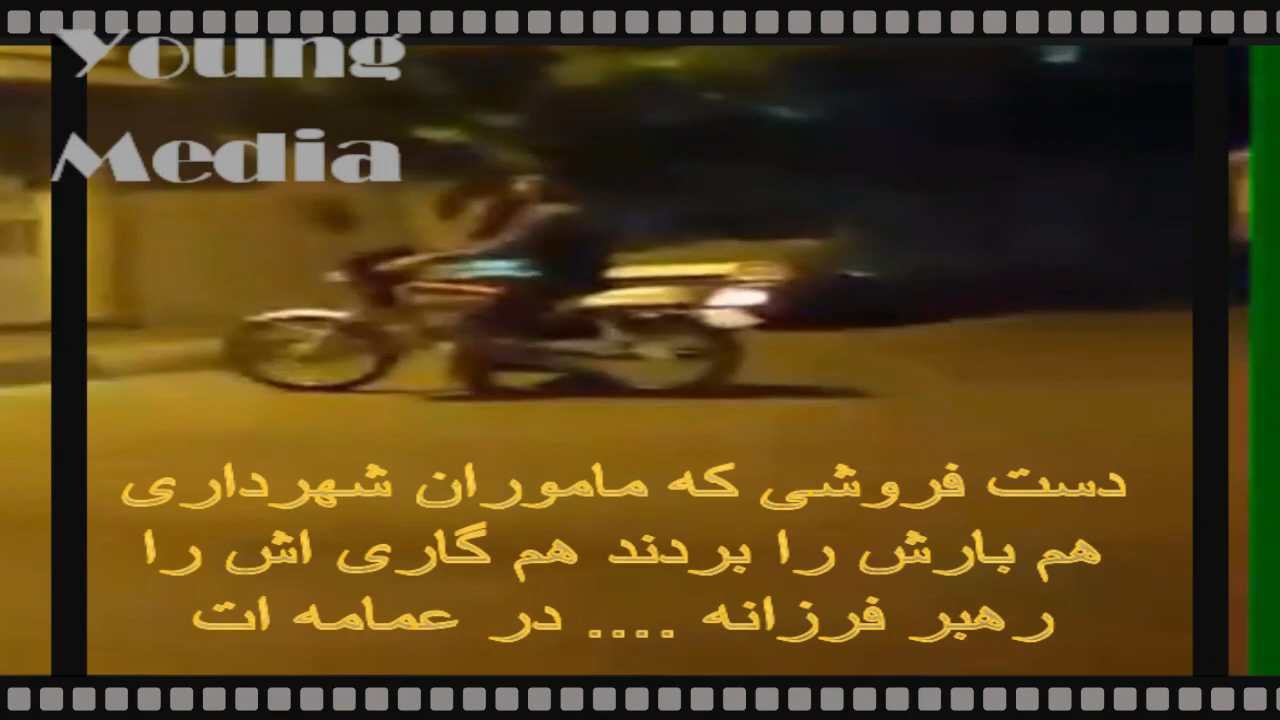 Young
Media
دست فروشی که ماموران شهرداری
هم بارش را بردند هم گاری اش را
رهبر فرزانه .... در عمامه ات